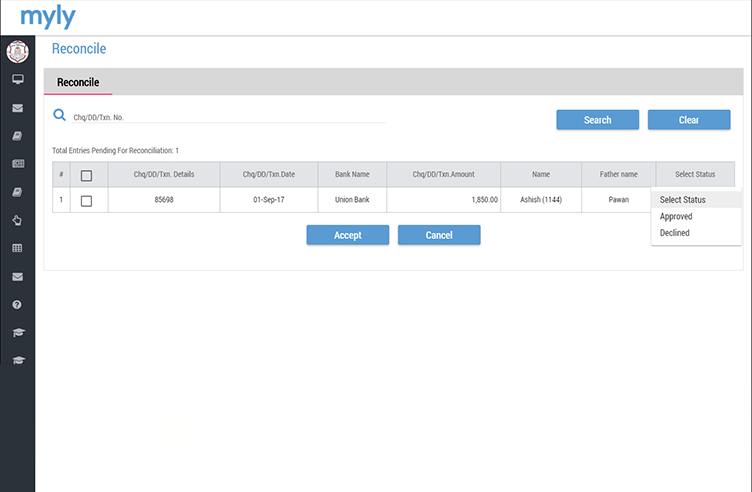 myly
Reconcile
Reconcile
Chq/DD/Txn. No.
Search Clear
Total Entries Pending For Reconciliation: 1
# Chq/DD/Txn. Details Chq/DD/Txn.Date Bank Name Chq/DD/Txn.Amount Name Father name Select Status
1 85698 01-Sep-17 Union Bank 1,850.00 Ashish (1144) Pawan Select Status
Approved
Declined
Accept Cancel